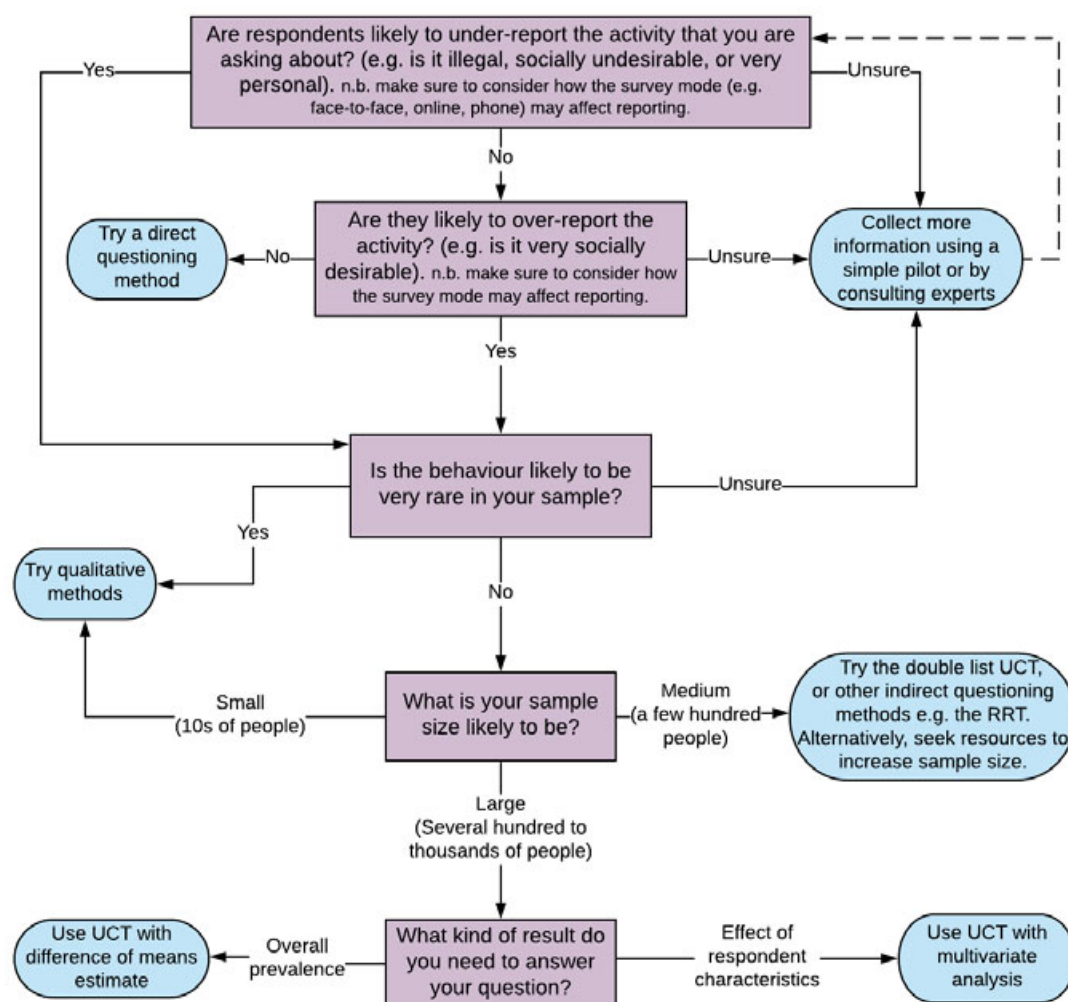 Are respondents likely to under-report the activity that you are
asking about? (e.g. is it illegal, socially undesirable, or very
personal). n.b. make sure to consider how the survey mode (e.g.
face-to-face, online, phone) may affect reporting.
Yes
Unsure
No
Try a direct
questioning
method
No
Are they likely to over-report the
activity? (e.g. is it very socially
desirable). n.b. make sure to consider how
the survey mode may affect reporting.
Unsure
Collect more
information using a
simple pilot or by
consulting experts
Yes
Is the behaviour likely to be
very rare in your sample?
Unsure
Yes
Try qualitative
methods
No
Small
(10s of people)
What is your sample
size likely to be?
Medium
(a few hundred
people)
Try the double list UCT,
or other indirect questioning
methods e.g. the RRT.
Alternatively, seek resources to
increase sample size.
Large
(Several hundred to
thousands of people)
Use UCT with
difference of means
estimate
Overall
prevalence
What kind of result do
you need to answer
your question?
Effect of
respondent
characteristics
Use UCT with
multivariate
analysis